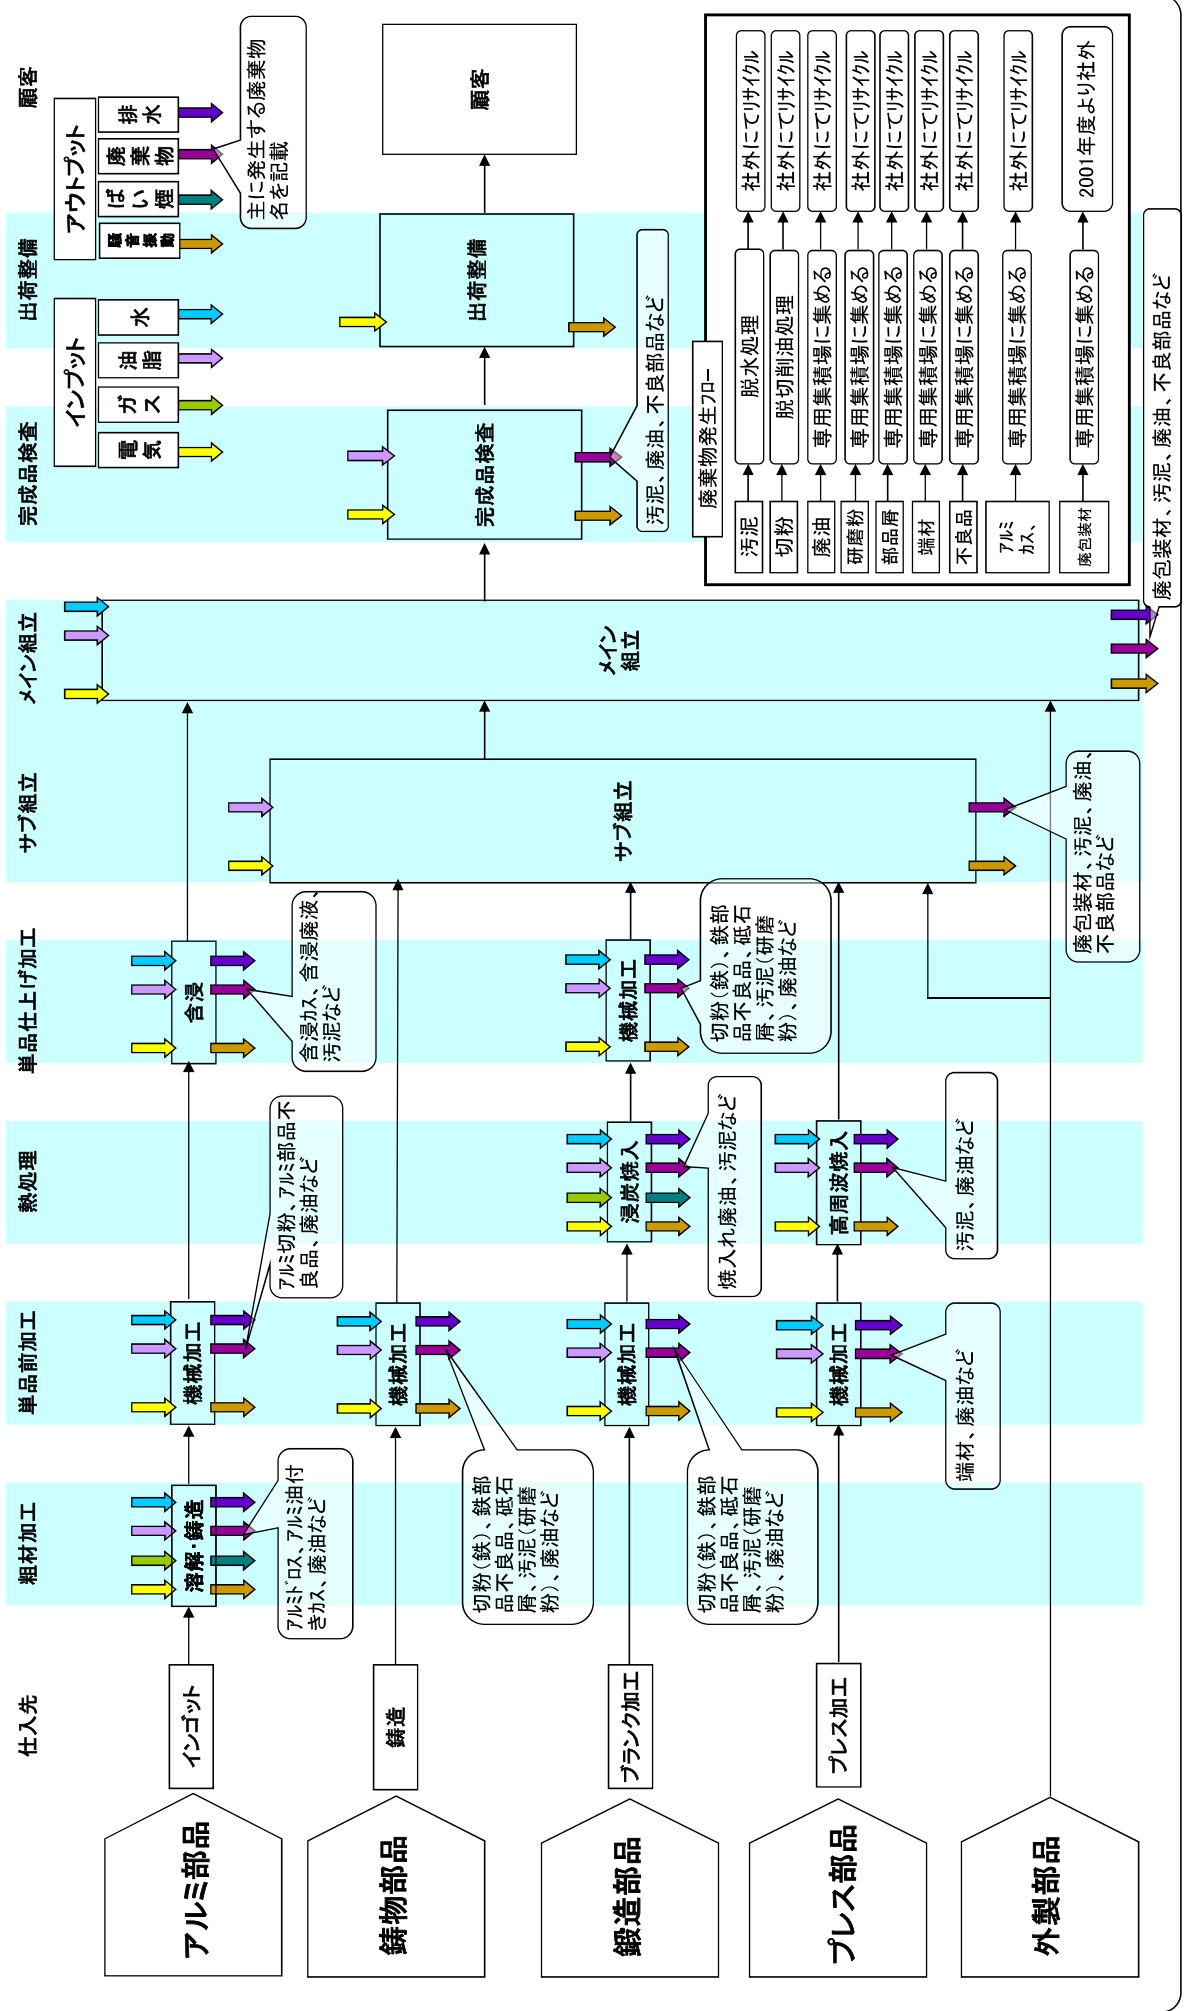 仕入先
粗材加工
単品前加工
熱処理
単品仕上げ加工
サブ組立
メイン組立
完成品検査
出荷整備
顧客
インプット
電気
ガス
油脂
水
アウトプット
騒音振動
ばい煙
廃棄物
排水
主に発生する廃棄物
名を記載
アルミ部品
インゴット
溶解・鋳造
アルミドロス、アルミ油付
きカス、廃油など
機械加工
アルミ切粉、アルミ部品不
良品、廃油など
含浸
含浸カス、含浸廃液、
汚泥など
鋳物部品
鋳造
機械加工
切粉（鉄）、鉄部
品不良品、砥石
屑、汚泥（研磨
粉）、廃油など
鍛造部品
ブランク加工
機械加工
切粉（鉄）、鉄部
品不良品、砥石
屑、汚泥（研磨
粉）、廃油など
浸炭焼入
焼入れ廃油、汚泥など
機械加工
切粉（鉄）、鉄部
品不良品、砥石
屑、汚泥（研磨
粉）、廃油など
プレス部品
プレス加工
機械加工
端材、廃油など
高周波焼入
汚泥、廃油など
外製部品
サブ組立
廃包装材、汚泥、廃油、
不良部品など
メイン
組立
廃包装材、汚泥、廃油、不良部品など
完成品検査
汚泥、廃油、不良部品など
出荷整備
顧客
廃棄物発生フロー
汚泥
脱水処理
社外にてリサイクル
切粉
脱切削油処理
社外にてリサイクル
廃油
専用集積場に集める
社外にてリサイクル
研磨粉
専用集積場に集める
社外にてリサイクル
部品屑
専用集積場に集める
社外にてリサイクル
端材
専用集積場に集める
社外にてリサイクル
不良品
専用集積場に集める
社外にてリサイクル
アルミ
カス、
専用集積場に集める
社外にてリサイクル
廃包装材
専用集積場に集める
2001年度より社外